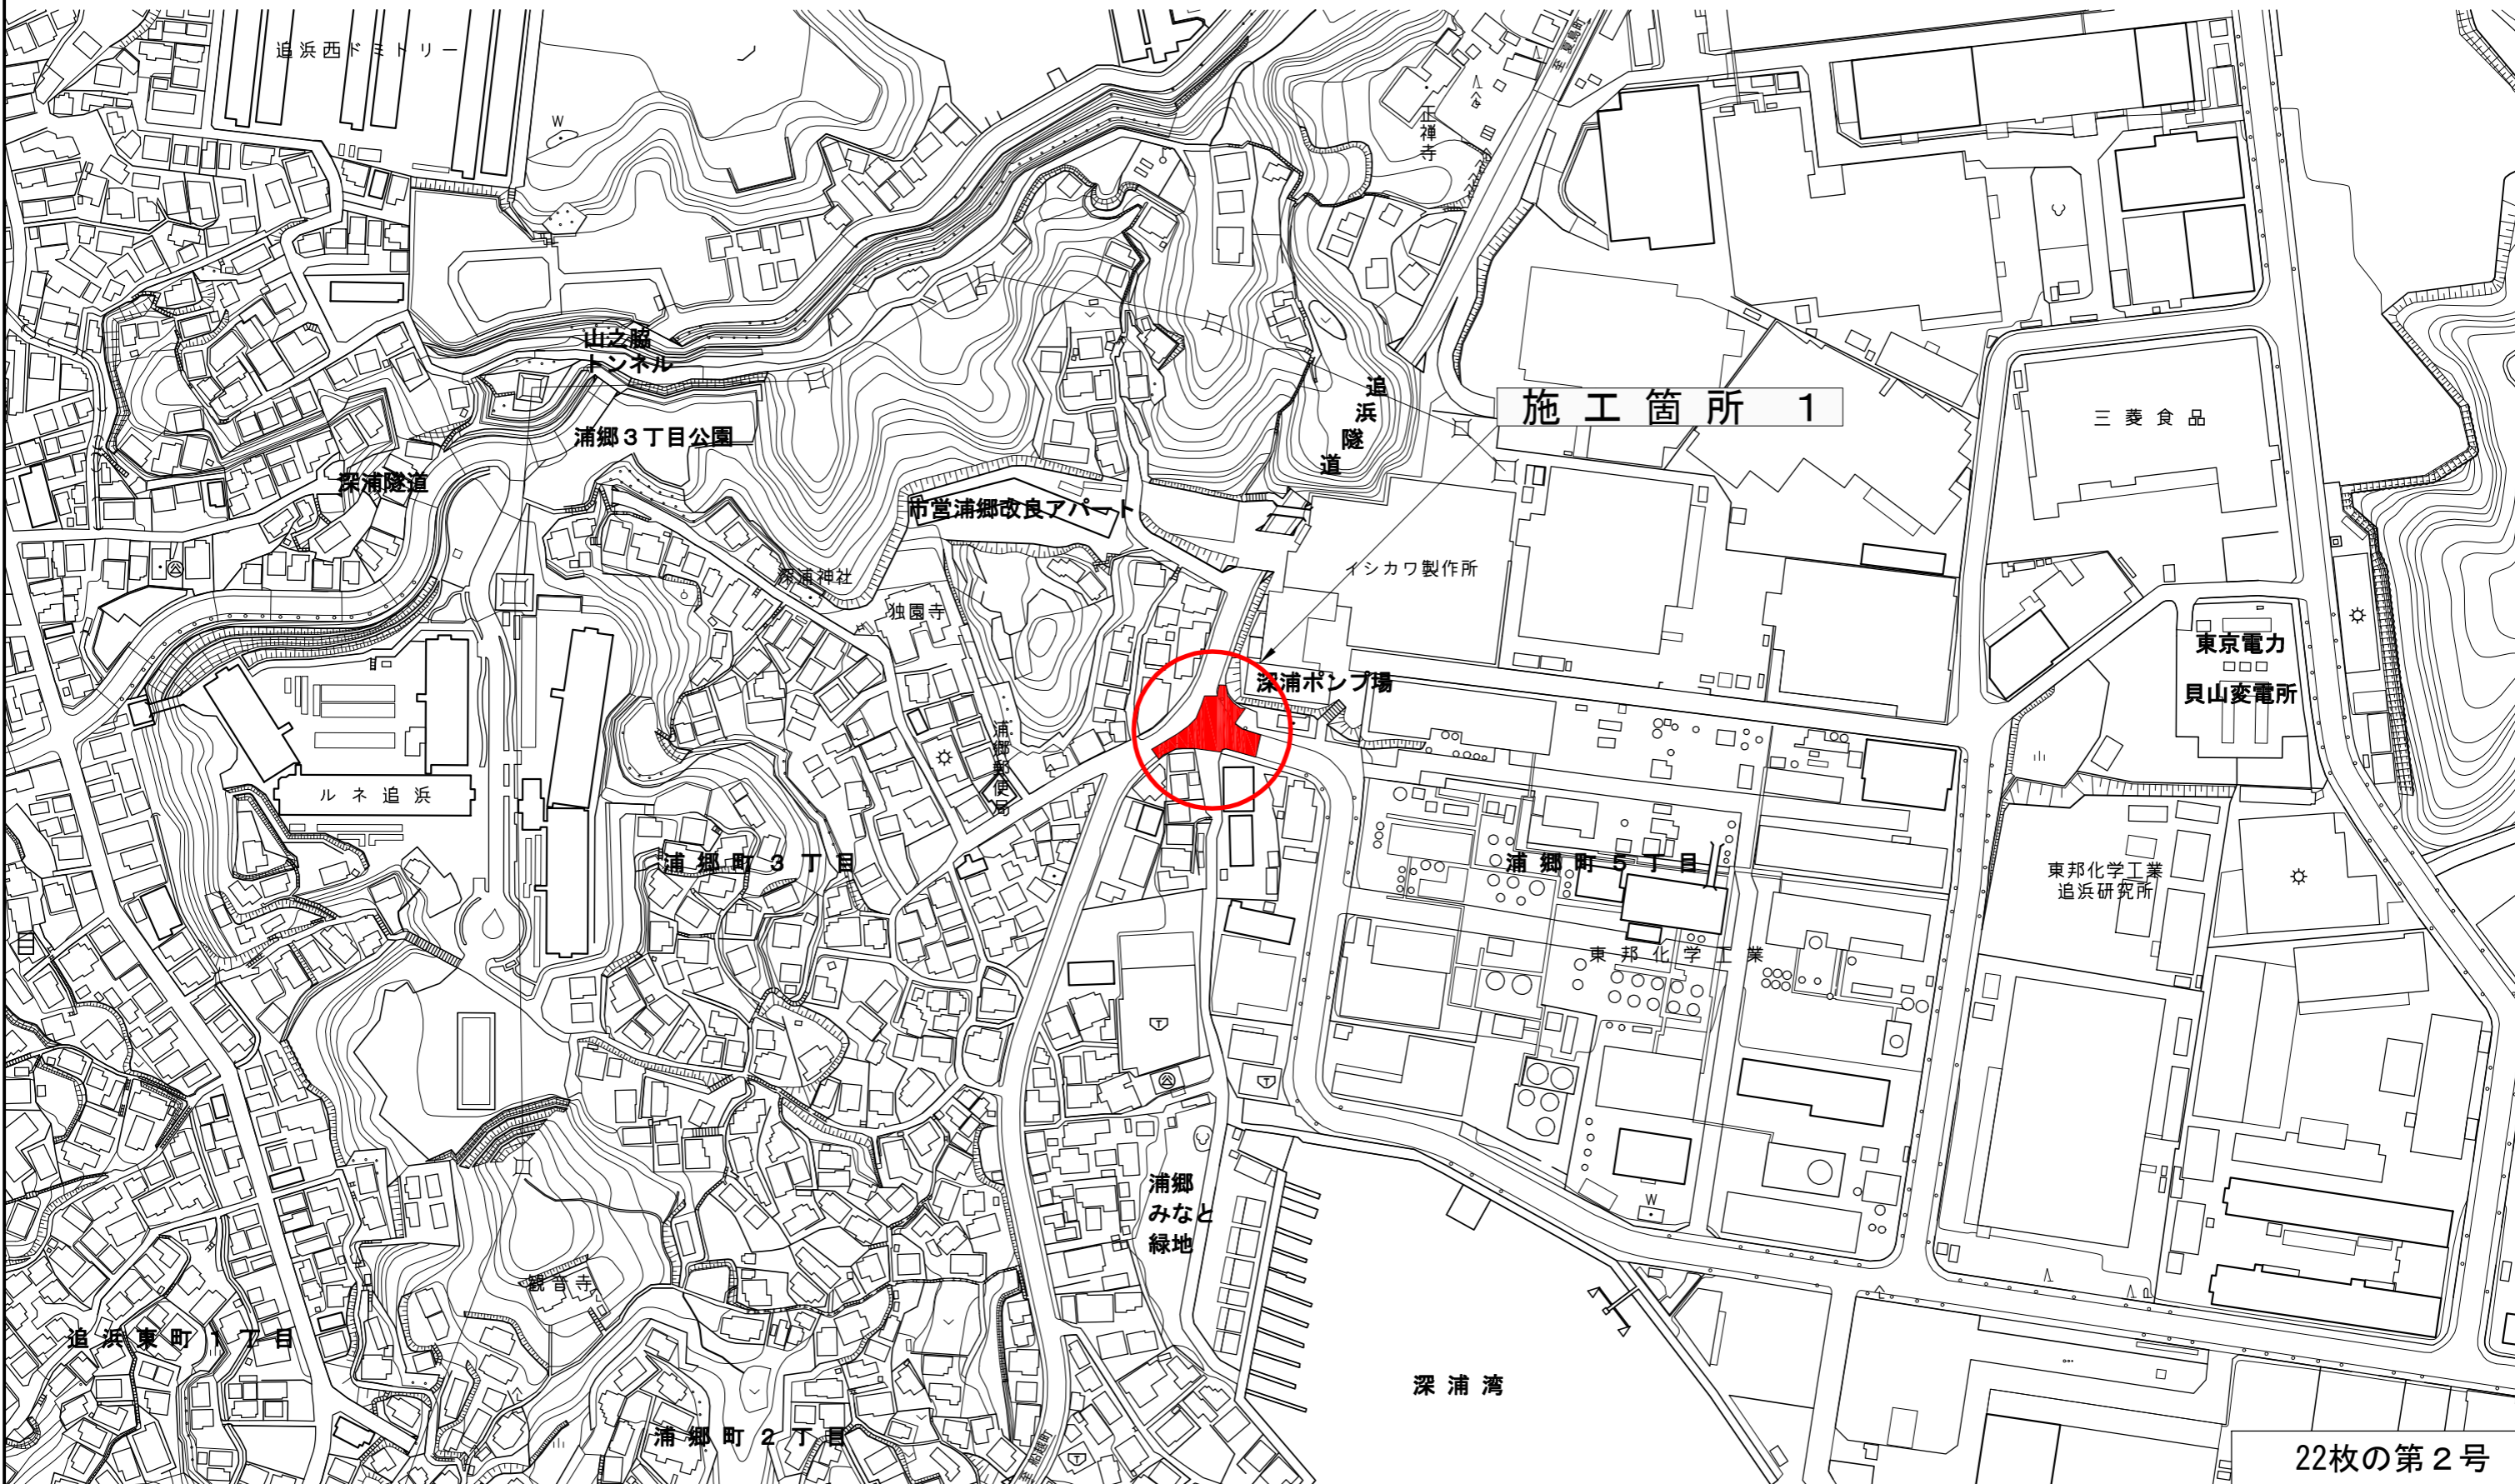 追浜西ドミトリー
W
至 夏島町
正禅寺
山之脇
トンネル
追浜隧道
施工箇所 1
三菱食品
浦郷3丁目公園
深浦隧道
市営浦郷改良アパート
イシカワ製作所
深浦神社
独園寺
東京電力
貝山変電所
深浦ポンプ場
浦郷郵便局
ルネ追浜
浦郷町3丁目
浦郷町5丁目
東邦化学工業
追浜研究所
東邦化学工業
浦郷
みなと
緑地
W
観音寺
追浜東町1丁目
深浦湾
浦郷町2丁目
至 船越町
22枚の第2号